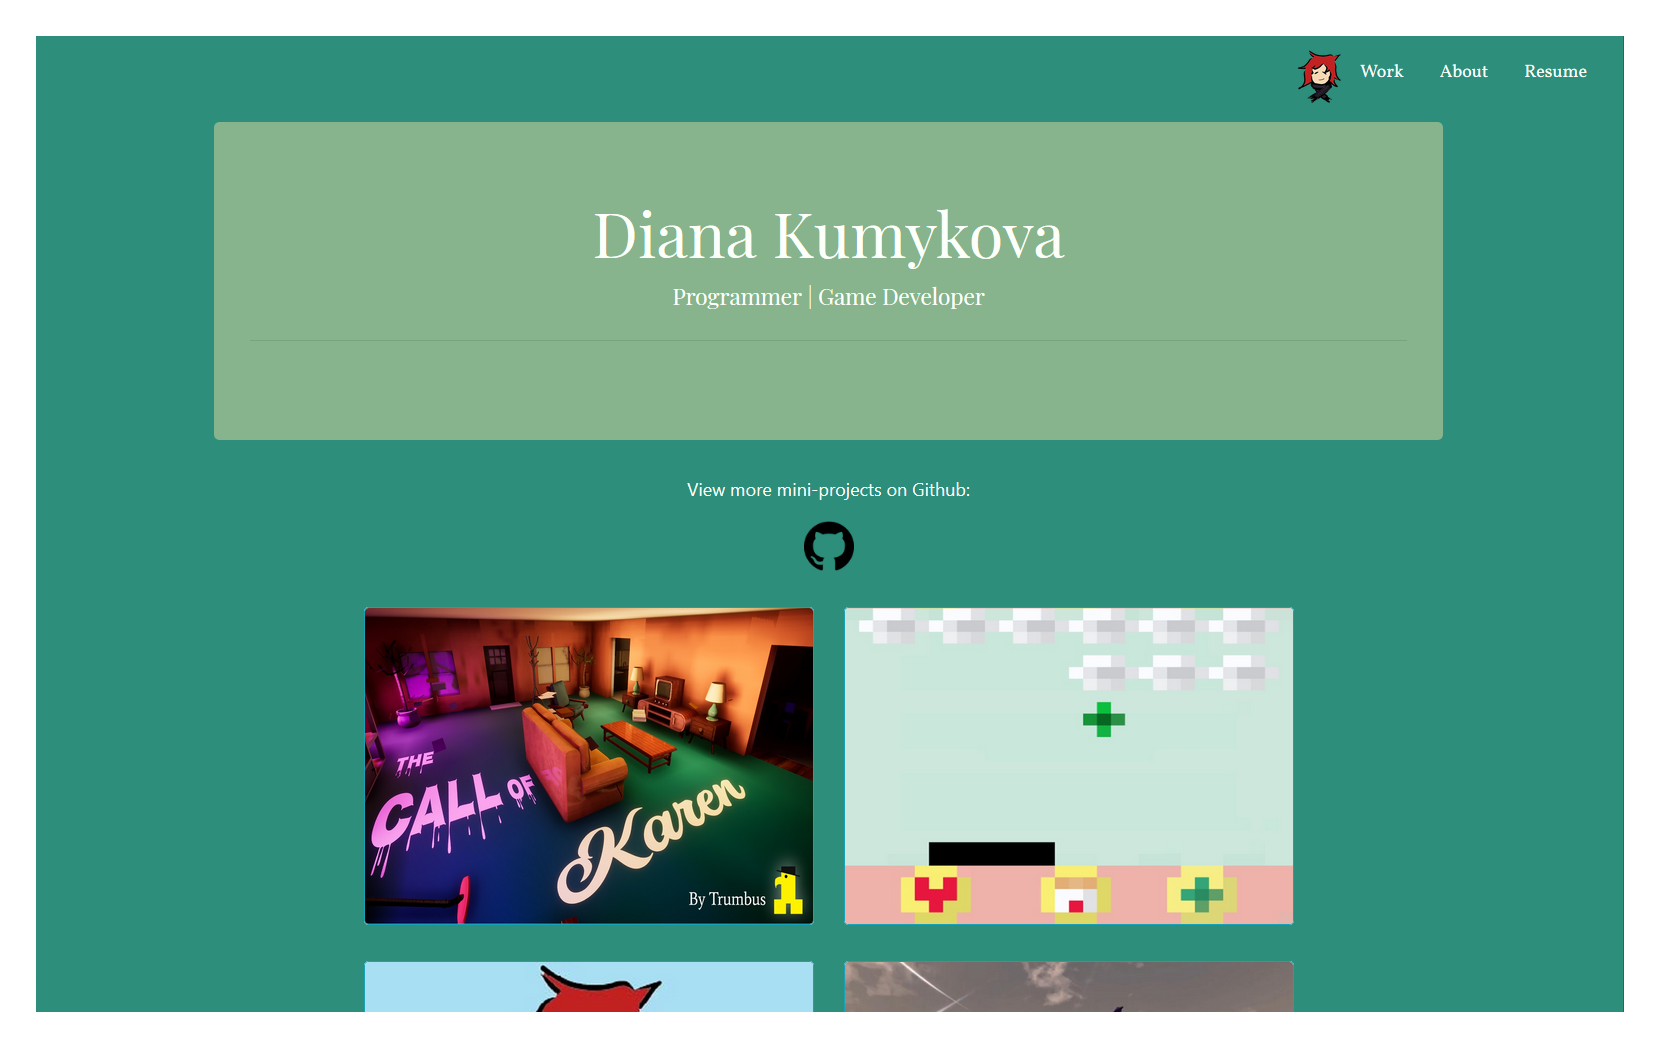 Work About Resume
Diana Kumykova
Programmer | Game Developer
View more mini-projects on Github:
THE
CALL OF
Karen
By Trumbus